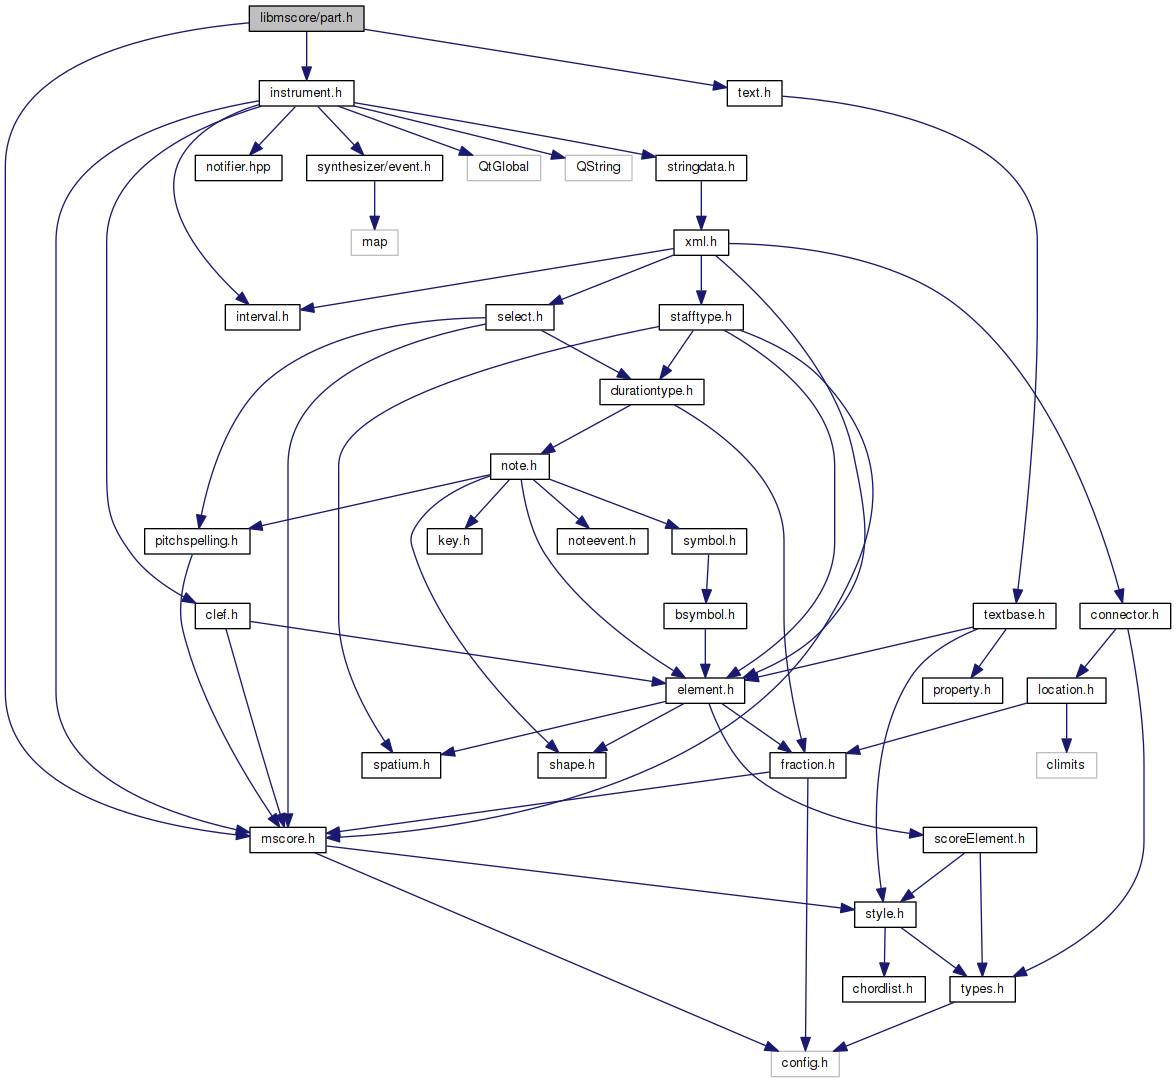 libmscore/part.h
instrument.h
text.h
notifier.hpp
synthesizer/event.h
QtGlobal
QString
stringdata.h
map
xml.h
interval.h
select.h
stafftype.h
durationtype.h
note.h
pitchspelling.h
key.h
noteevent.h
symbol.h
clef.h
bsymbol.h
textbase.h
connector.h
element.h
property.h
location.h
spatium.h
shape.h
fraction.h
climits
mscore.h
scoreElement.h
style.h
chordlist.h
types.h
config.h